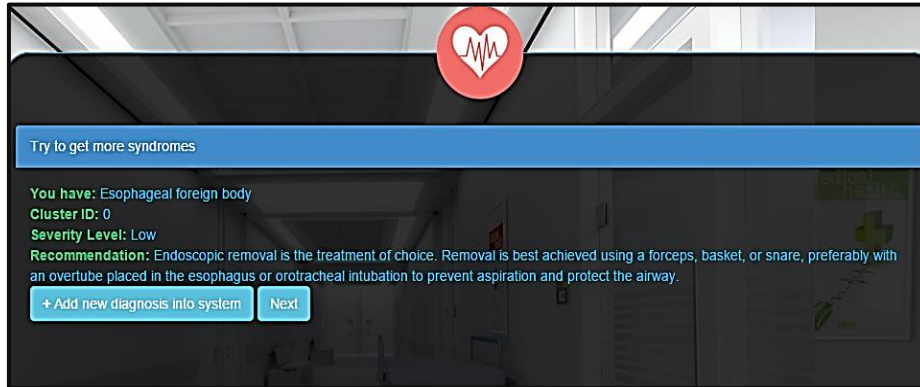 Try to get more syndromes
You have: Esophageal foreign body
Cluster ID: 0
Severity Level: Low
Recommendation: Endoscopic removal is the treatment of choice. Removal is best achieved using a forceps, basket, or snare, preferably with
an overtube placed in the esophagus or orotracheal intubation to prevent aspiration and protect the airway.
+ Add new diagnosis into system Next
medical
health